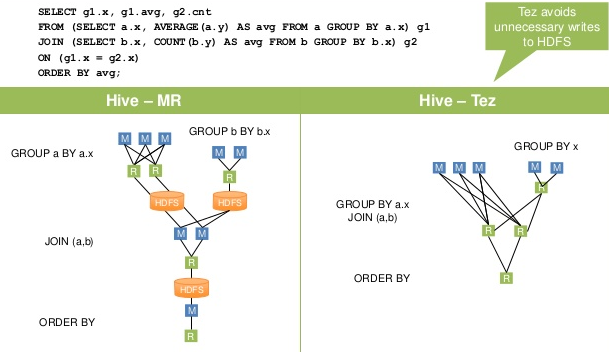 SELECT g1.x, g1.avg, g2.cnt
FROM (SELECT a.x, AVERAGE(a.y) AS avg FROM a GROUP BY a.x) g1
JOIN (SELECT b.x, COUNT(b.y) AS avg FROM b GROUP BY b.x) g2
ON (g1.x = g2.x)
ORDER BY avg;
Tez avoids
unnecessary writes
to HDFS
Hive – MR
GROUP b BY b.x
M M M
M M
GROUP a BY a.x
R R
R
HDFS
HDFS
M M
JOIN (a,b)
R
HDFS
M
ORDER BY
R
Hive – Tez
GROUP BY x
M M M
M M
R
GROUP BY a.x
JOIN (a,b)
R R
ORDER BY
R